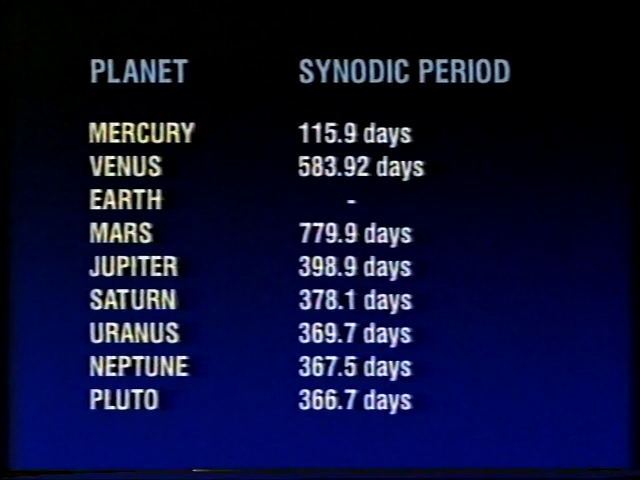 PLANET SYNODIC PERIOD
MERCURY 115.9 days
VENUS 583.92 days
EARTH -
MARS 779.9 days
JUPITER 398.9 days
SATURN 378.1 days
URANUS 369.7 days
NEPTUNE 367.5 days
PLUTO 366.7 days